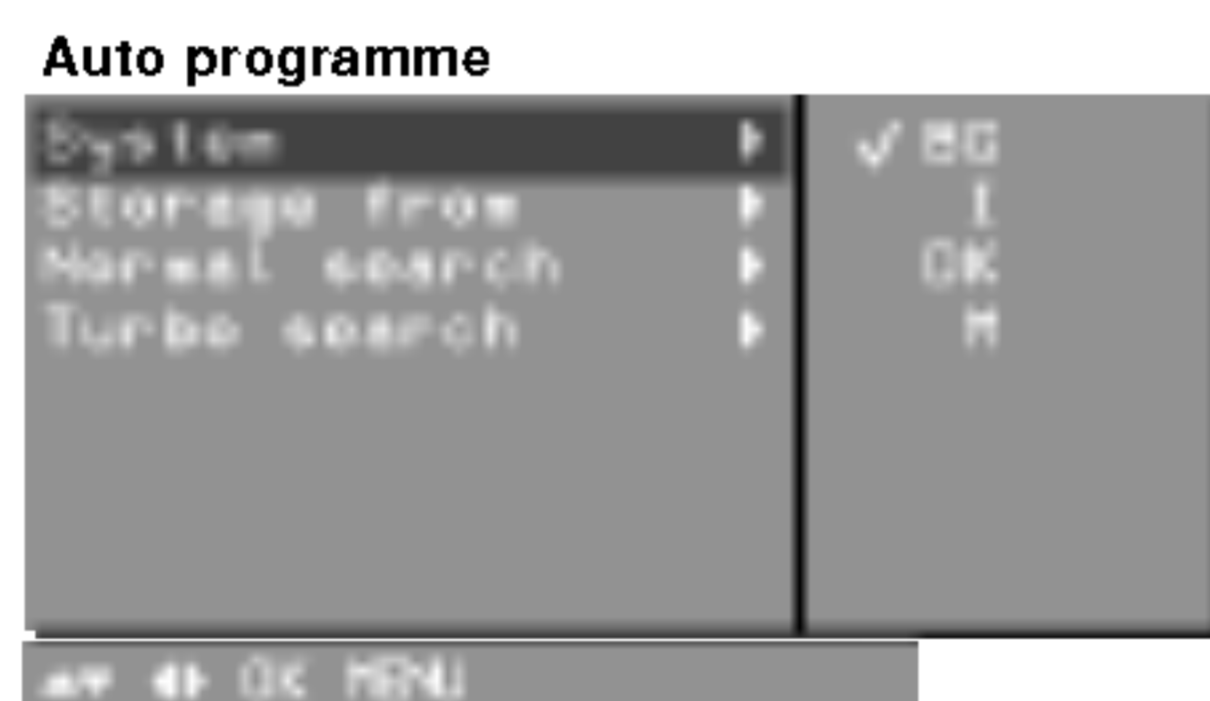 Auto programme
System
Storage from
Normal search
Turbo search
✓ BG
I
DK
M
▲▼ ◀▶ OK MENU